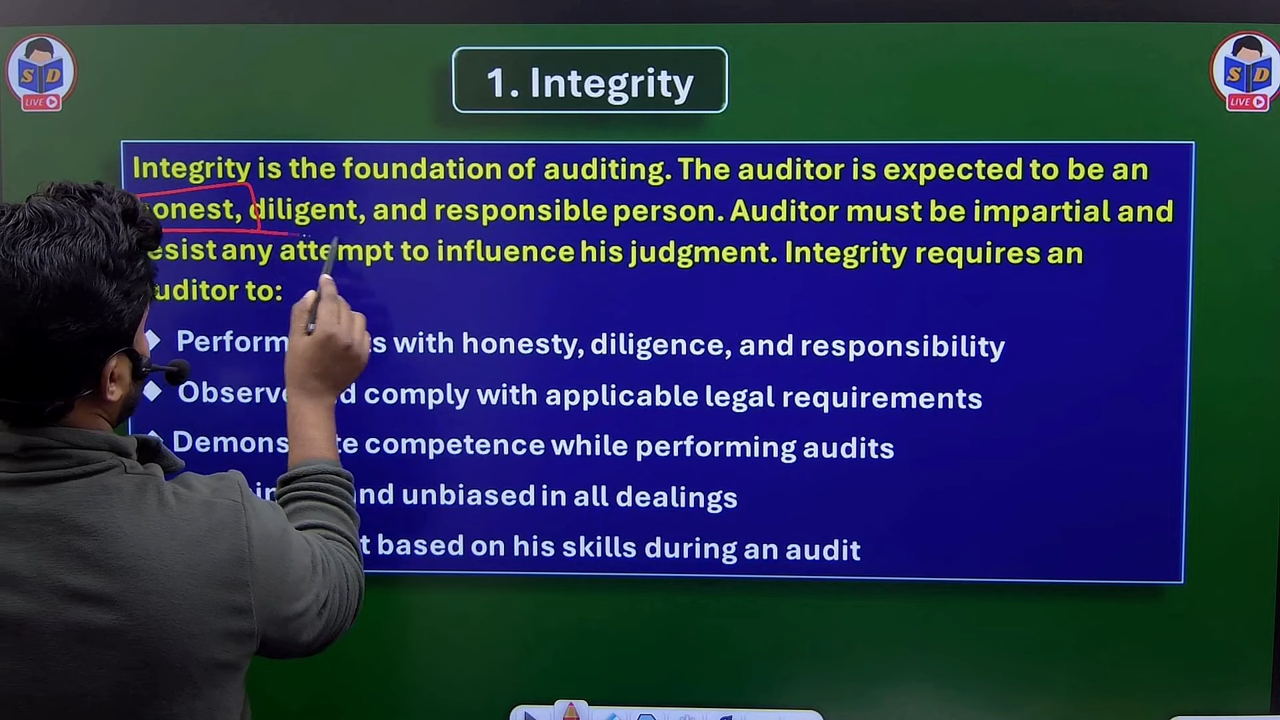 S D
LIVE
S D
LIVE
1. Integrity
Integrity is the foundation of auditing. The auditor is expected to be an
onest, diligent, and responsible person. Auditor must be impartial and
esist any attempt to influence his judgment. Integrity requires an
uditor to:
Perform s with honesty, diligence, and responsibility
Observe d comply with applicable legal requirements
Demons te competence while performing audits
in nd unbiased in all dealings
t based on his skills during an audit